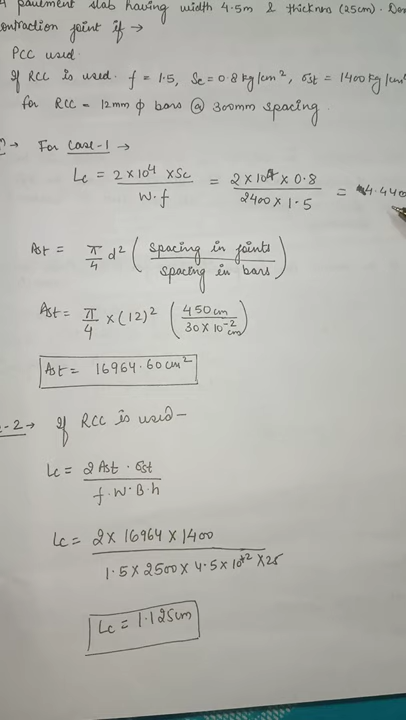 pavement slab having width 4.5m & thickness (25cm).
contraction joint if →
PCC used.
If RCC is used. f = 1.5, Sc = 0.8 kg/cm², σst = 1400 kg/cm²
for RCC - 12mm φ bars @ 300mm spacing.
→ For Case-1 →
Lc = 2×10⁴ × Sc / W.f = 2×10⁴ × 0.8 / 2400 × 1.5 =
Ast = π/4 d² (spacing in joints / spacing in bars)
Ast = π/4 × (12)² (450cm / 30×10⁻² cm)
Ast = 16964.60 cm²
-2 → If RCC is used -
Lc = 2 Ast . σst / f.W.B.h
Lc = 2 × 16964 × 1400 / 1.5 × 2500 × 4.5 × 10⁺² × 25
Lc = 1.125cm